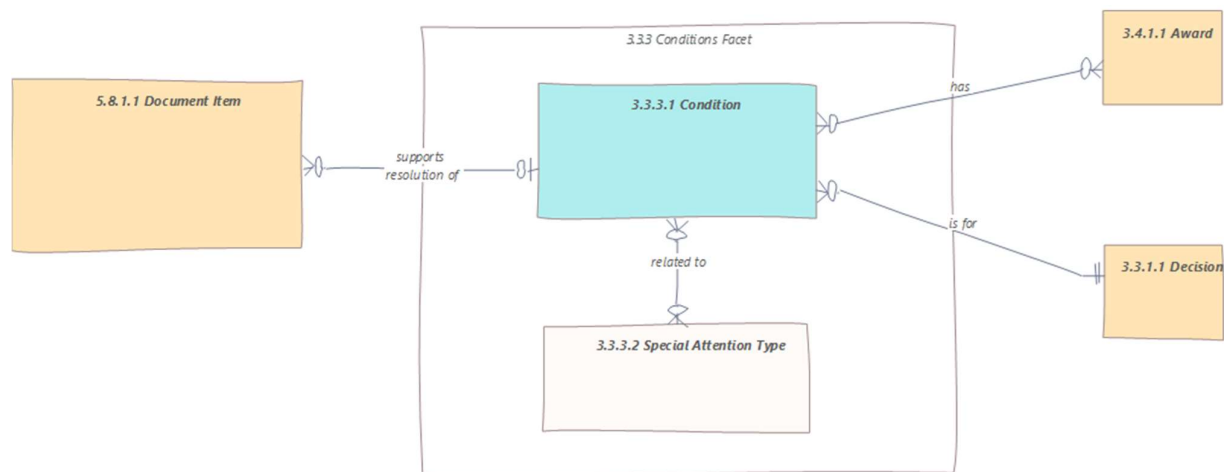 3.3.3 Conditions Facet
3.4.1.1 Award
5.8.1.1 Document Item
3.3.3.1 Condition
has
supports
resolution of
is for
3.3.1.1 Decision
related to
3.3.3.2 Special Attention Type